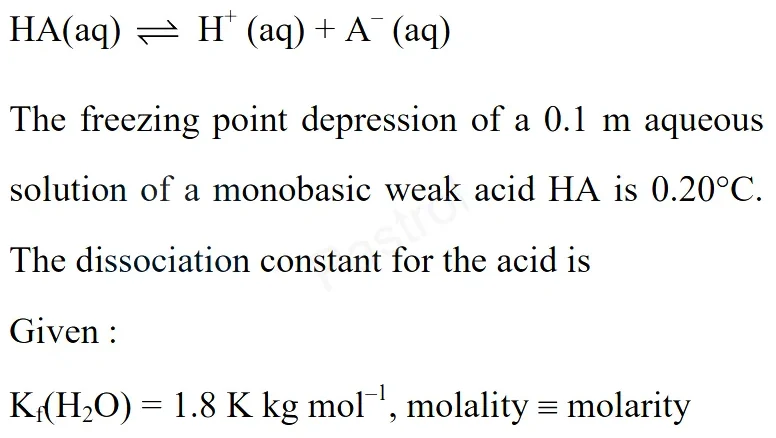 HA(aq) ⇌ H⁺ (aq) + A⁻ (aq)
The freezing point depression of a 0.1 m aqueous
solution of a monobasic weak acid HA is 0.20°C.
The dissociation constant for the acid is
Given :
K_f(H₂O) = 1.8 K kg mol⁻¹, molality ≡ molarity